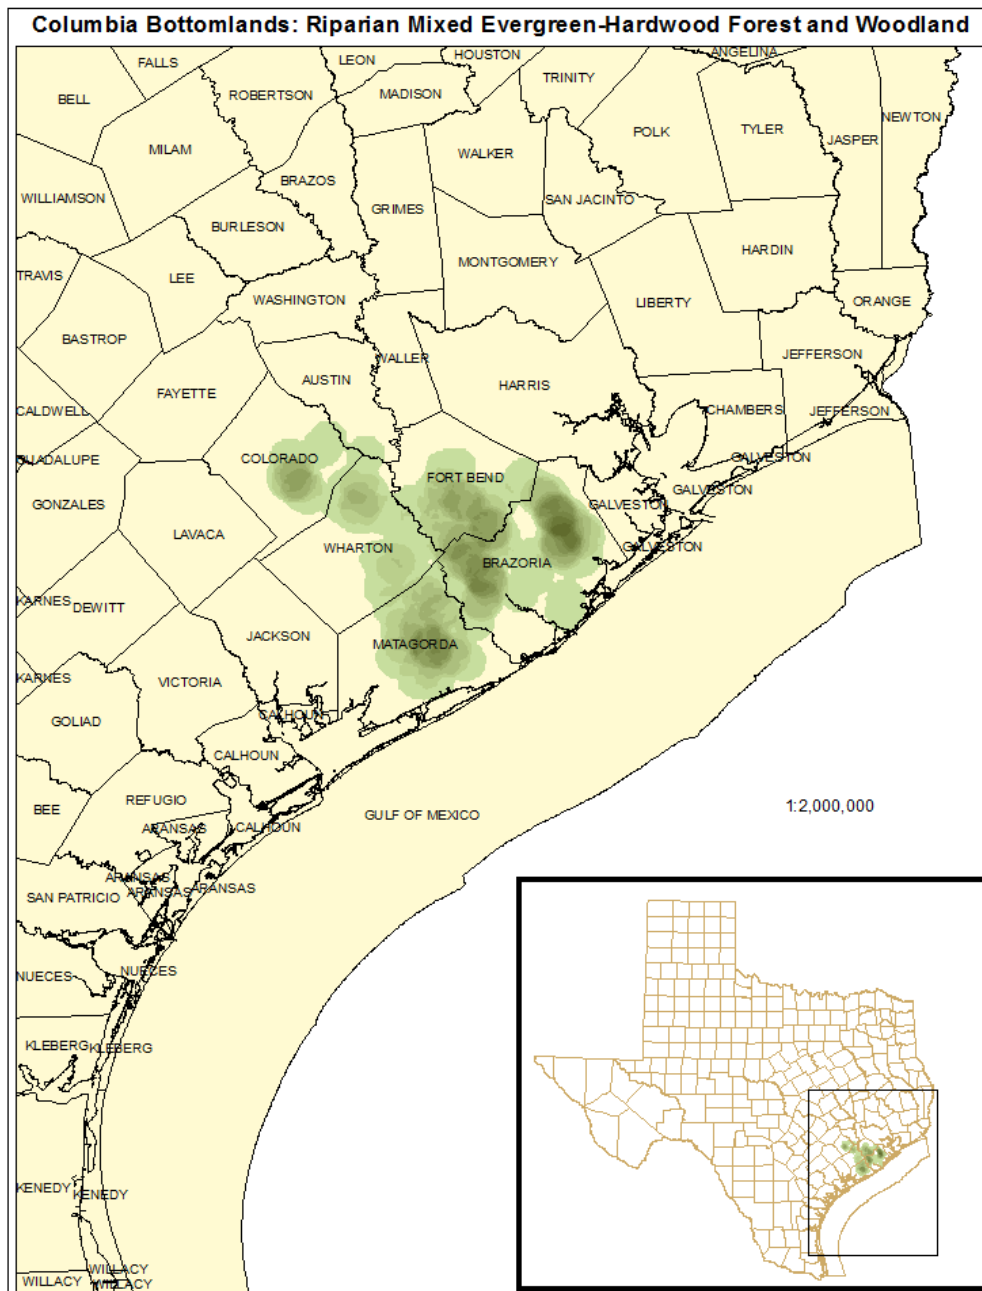 Columbia Bottomlands: Riparian Mixed Evergreen-Hardwood Forest and Woodland
FALLS
LEON
HOUSTON
ANGELINA
TRINITY
BELL
ROBERTSON
MADISON
NEWTON
POLK
TYLER
JASPER
MILAM
WALKER
BRAZOS
WILLIAMSON
GRIMES
SAN JACINTO
BURLESON
HARDIN
MONTGOMERY
TRAVIS
LEE
WASHINGTON
LIBERTY
ORANGE
BASTROP
WALLER
JEFFERSON
AUSTIN
HARRIS
FAYETTE
CALDWELL
CHAMBERS
JEFFERSON
GUADALUPE
COLORADO
GALVESTON
FORT BEND
GALVESTON
GONZALES
GALVESTON
LAVACA
WHARTON
GALVESTON
BRAZORIA
KARNES
DEWITT
JACKSON
MATAGORDA
KARNES
VICTORIA
GOLIAD
CALHOUN
CALHOUN
REFUGIO
BEE
GULF OF MEXICO
1:2,000,000
ARANSAS
CALHOUN
ARANSAS
ARANSAS
ARANSAS
SAN PATRICIO
NUECES
NUECES
KLEBERG
KLEBERG
KENEDY
KENEDY
WILLACY
WILLACY
WILLACY